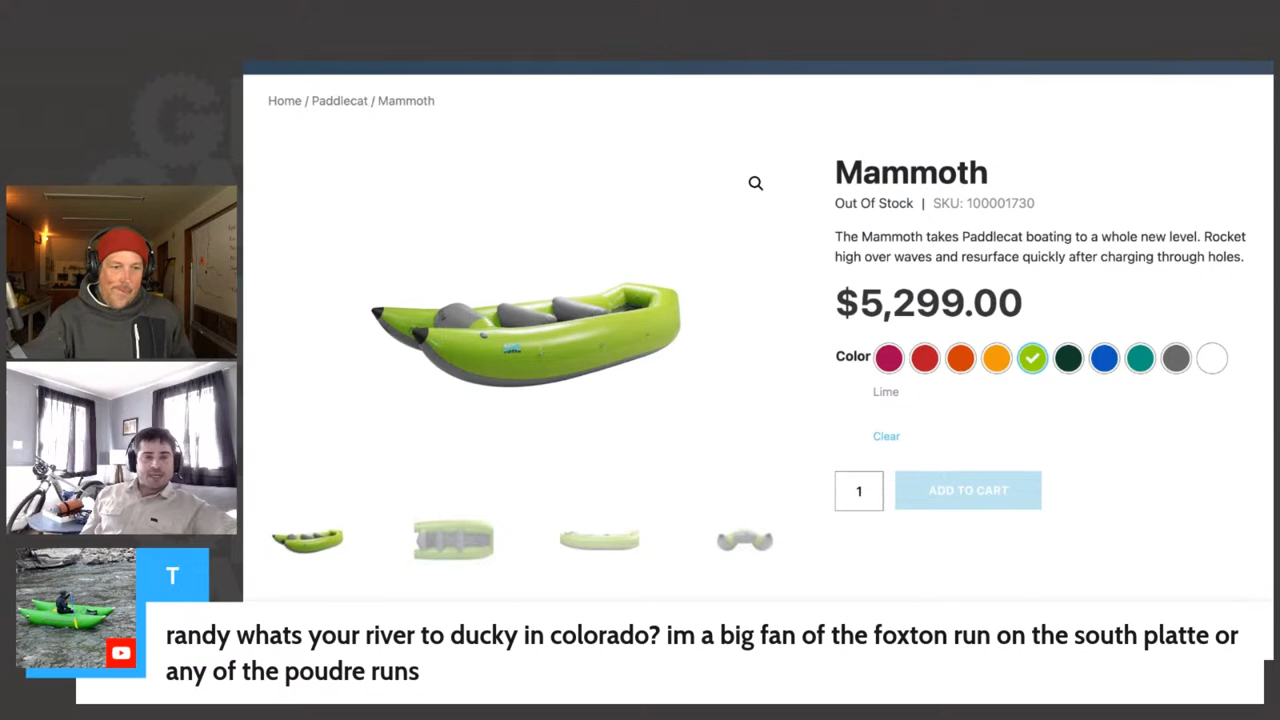 Home / Paddlecat / Mammoth
Mammoth
Out Of Stock | SKU: 100001730
The Mammoth takes Paddlecat boating to a whole new level. Rocket
high over waves and resurface quickly after charging through holes.
$5,299.00
Color
Lime
Clear
1
ADD TO CART
T
randy whats your river to ducky in colorado? im a big fan of the foxton run on the south platte or
any of the poudre runs